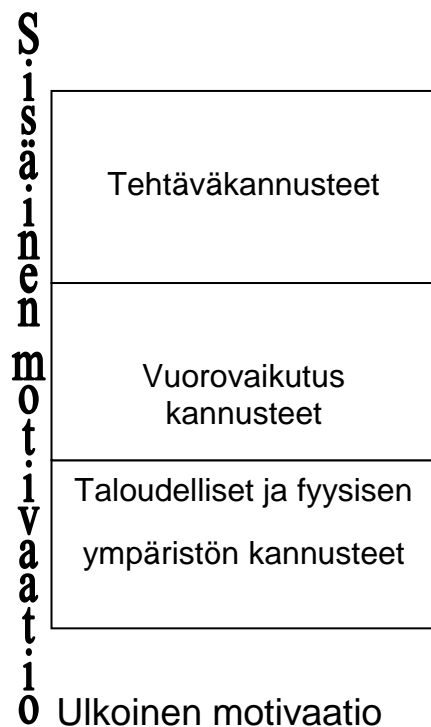 Sisäinen motivaatio
Tehtäväkannusteet
Vuorovaikutus
kannusteet
Taloudelliset ja fyysisen
ympäristön kannusteet
Ulkoinen motivaatio